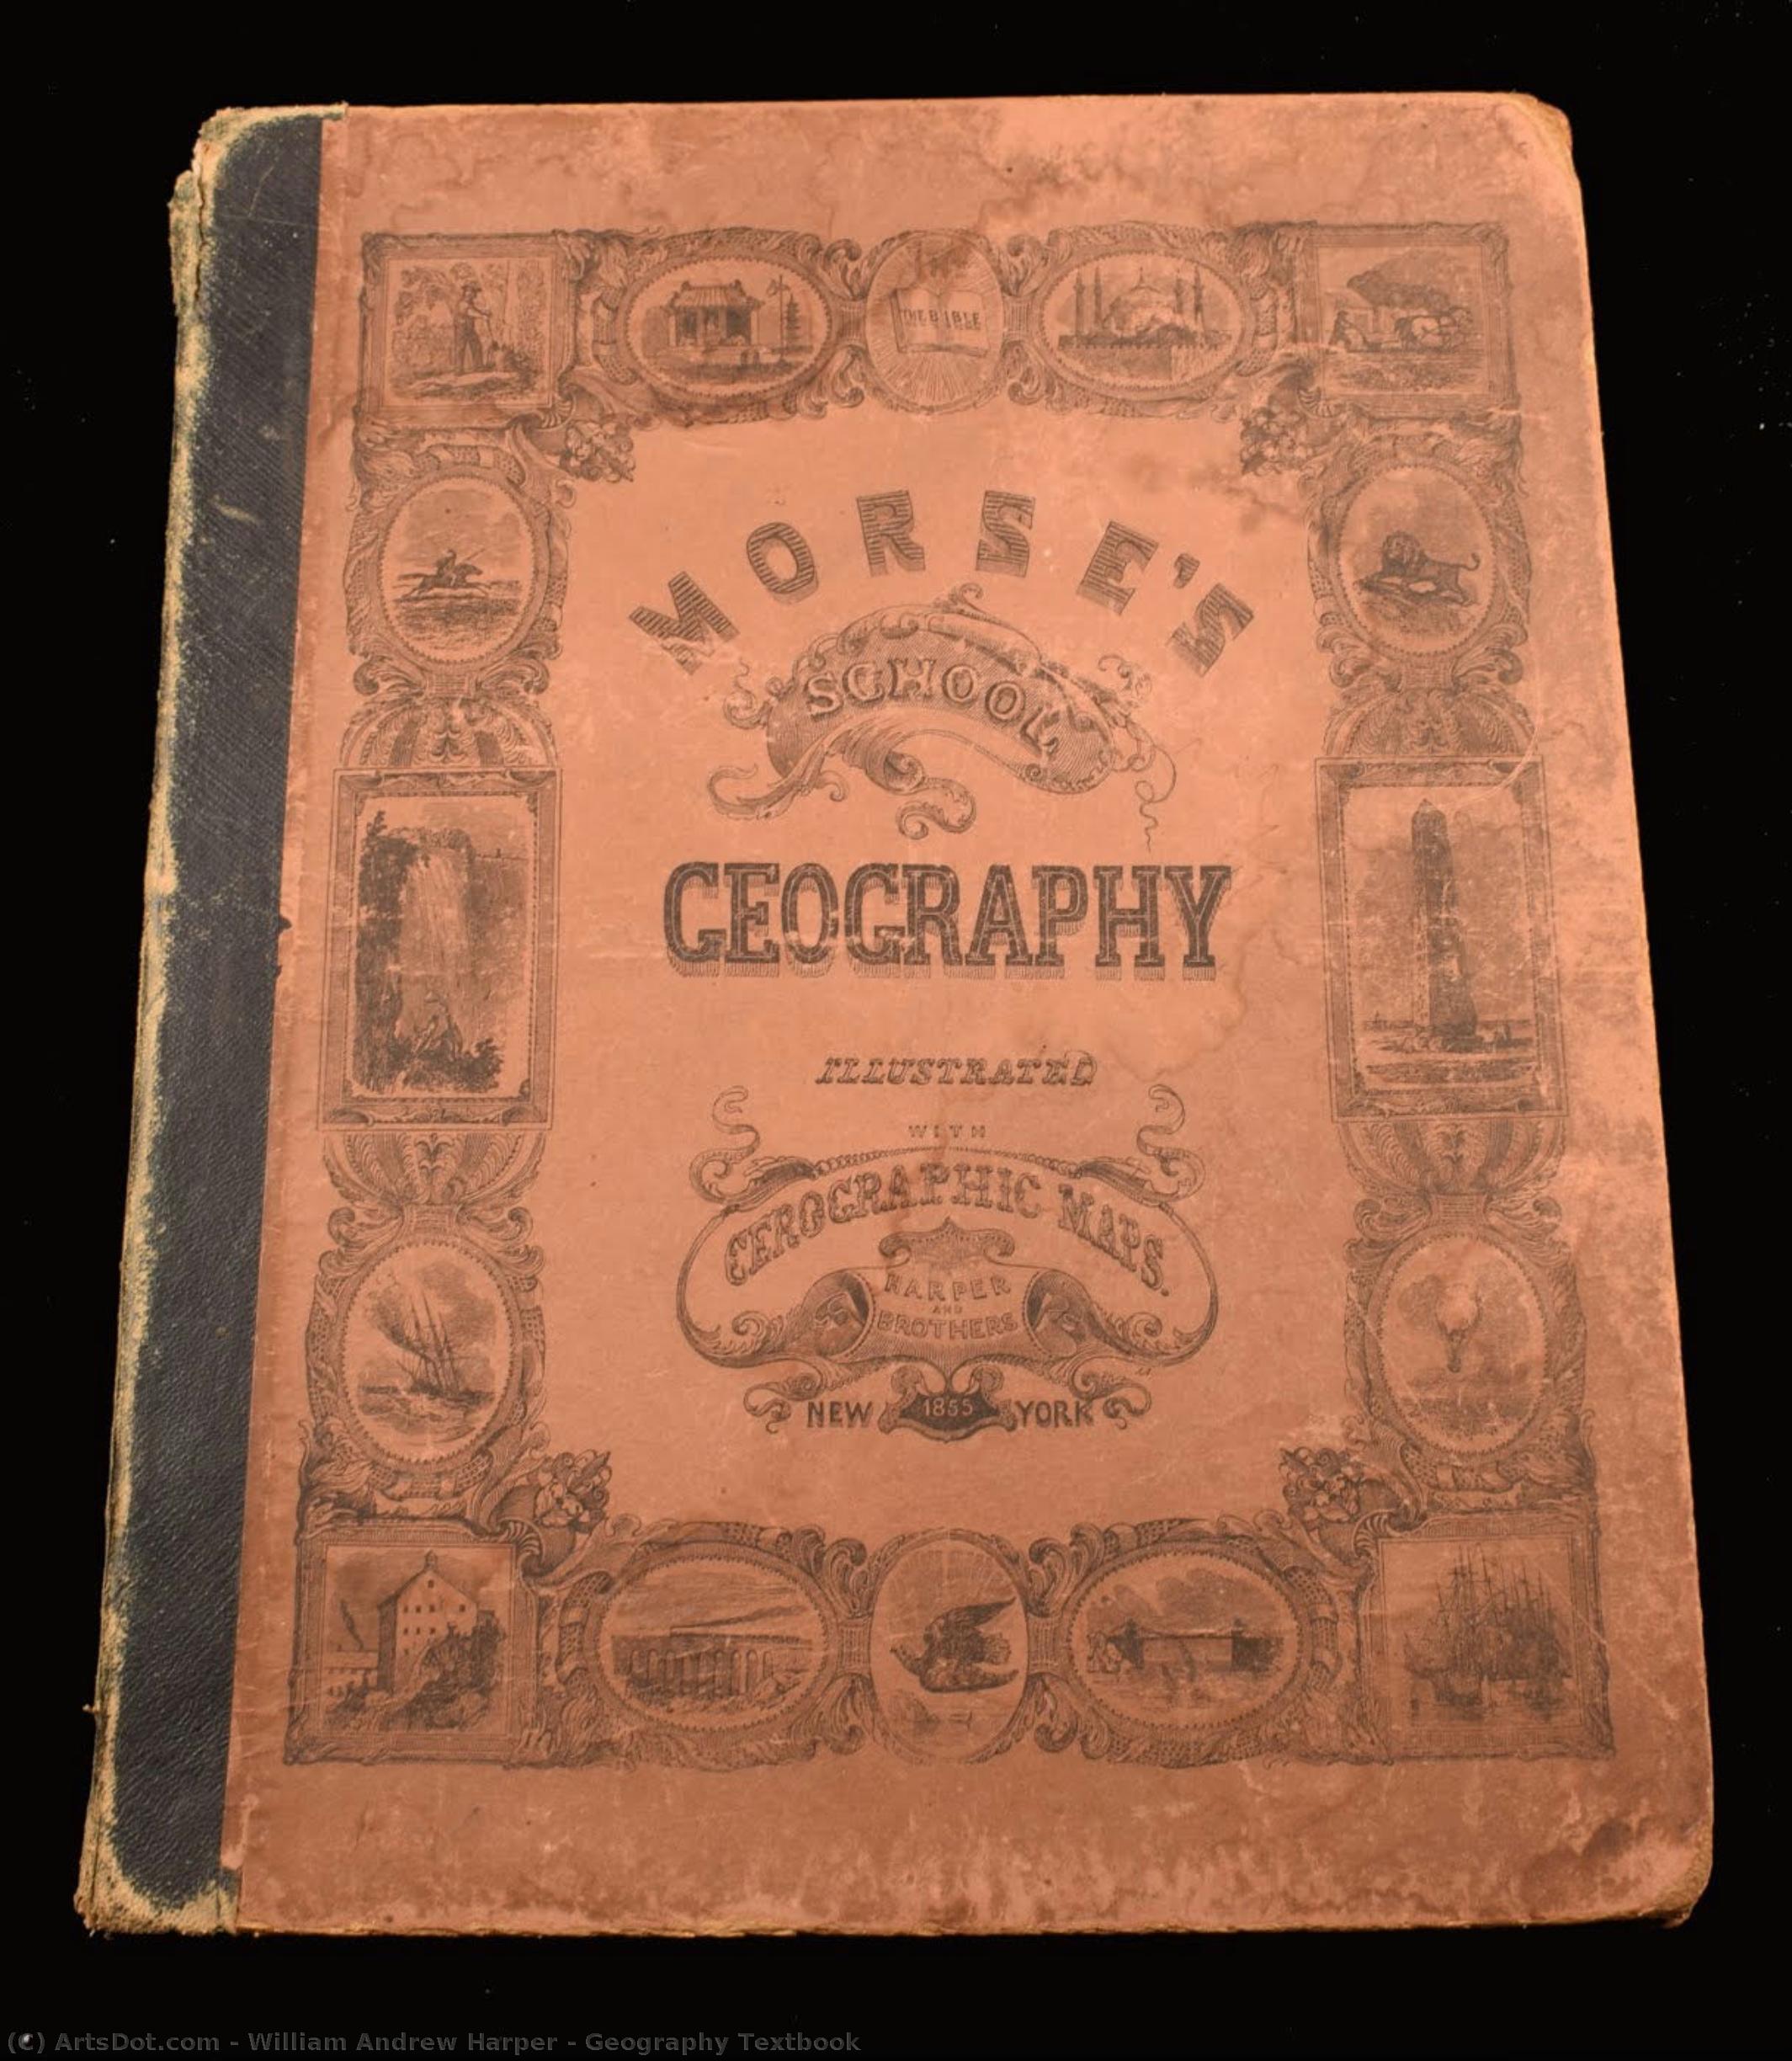 THE BIBLE
MORSE'S
SCHOOL
GEOGRAPHY
ILLUSTRATED
WITH
CEROGRAPHIC MAPS.
HARPER
AND
BROTHERS
NEW 1855 YORK
(C) ArtsDot.com - William Andrew Harper - Geography Textbook